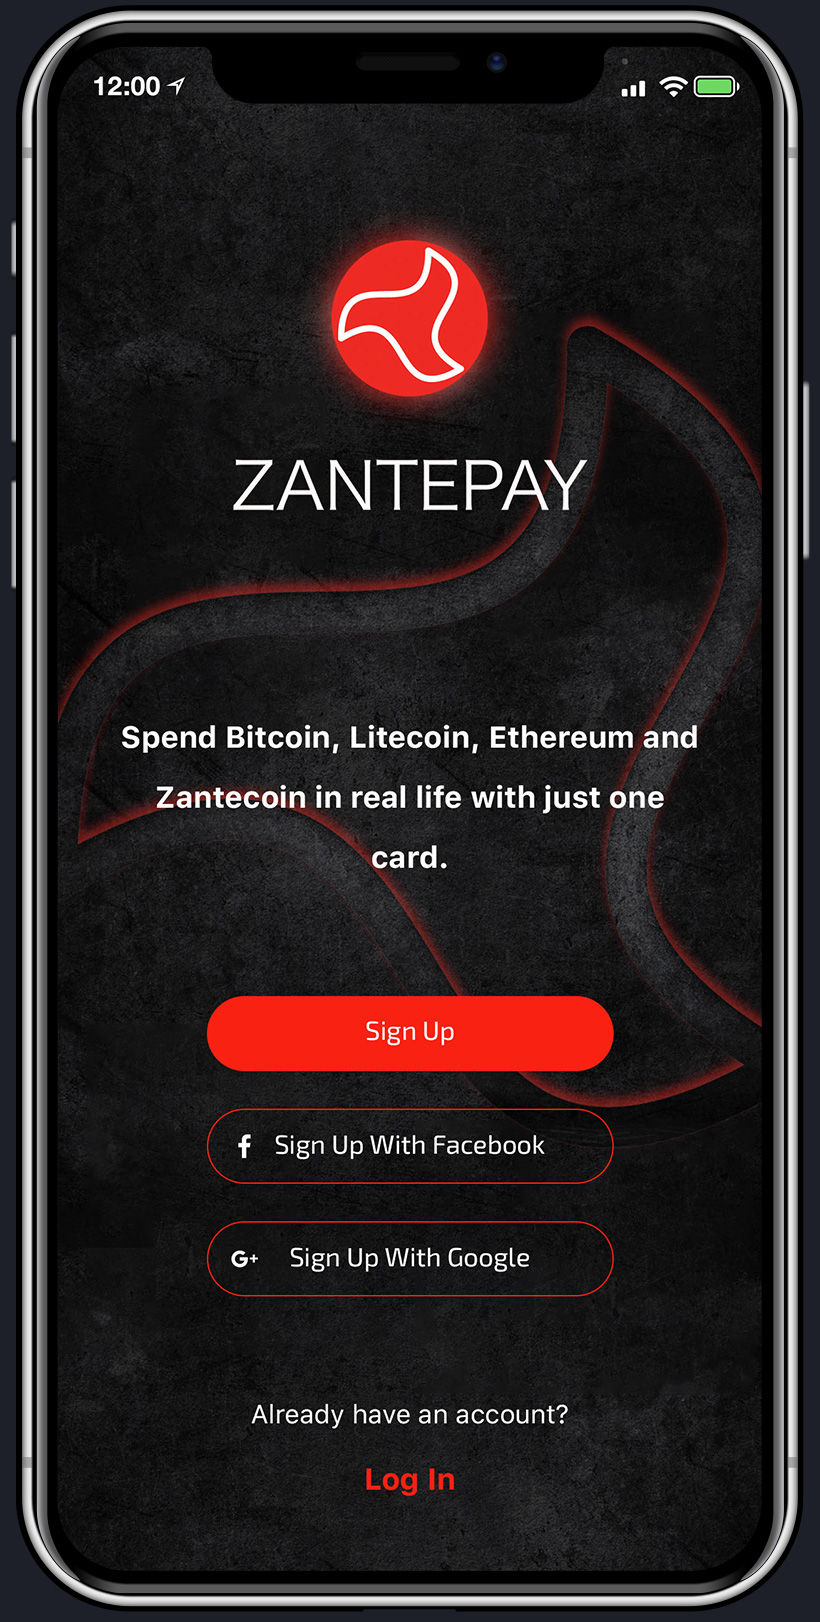 12:00
ZANTEPAY
Spend Bitcoin, Litecoin, Ethereum and
Zantecoin in real life with just one
card.
Sign Up
f Sign Up With Facebook
G+ Sign Up With Google
Already have an account?
Log In